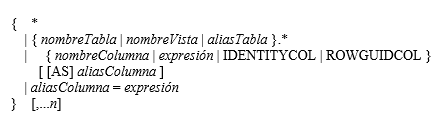 { *
| { nombreTabla | nombreVista | aliasTabla }.*
| { nombreColumna | expresión | IDENTITYCOL | ROWGUIDCOL }
[ [AS] aliasColumna ]
| aliasColumna = expresión
} [,...n]